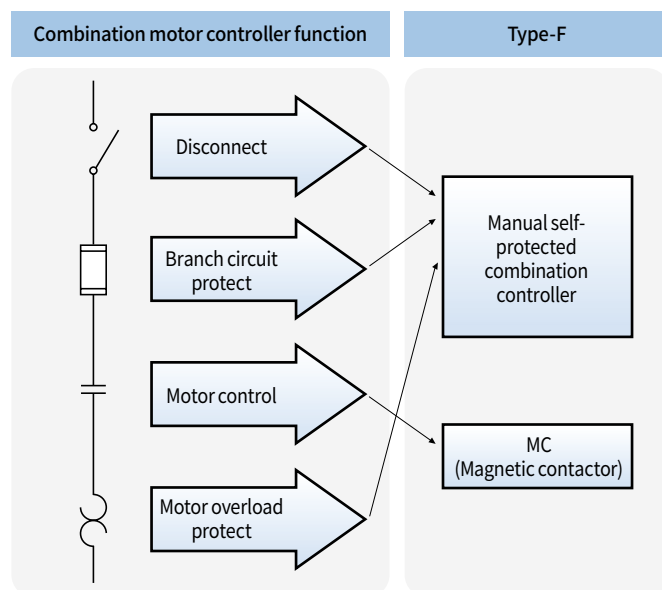 Combination motor controller function
Type-F
Disconnect
Branch circuit
protect
Motor control
Motor overload
protect
Manual self-
protected
combination
controller
MC
(Magnetic contactor)